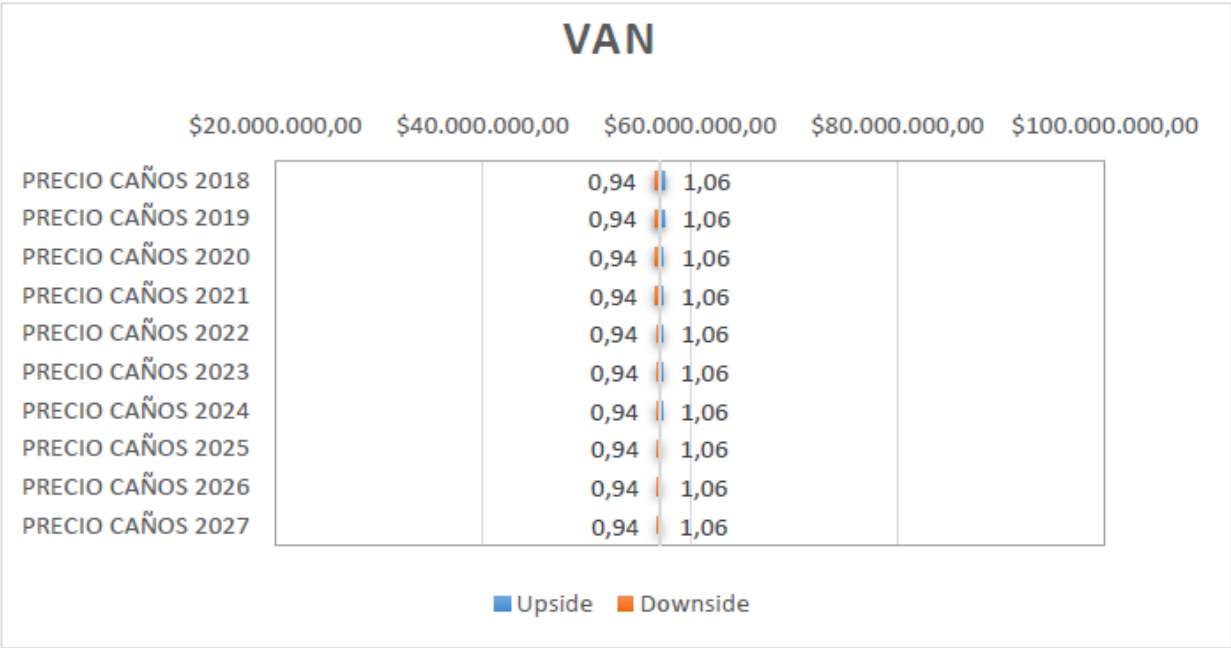 VAN
$20.000.000,00 $40.000.000,00 $60.000.000,00 $80.000.000,00 $100.000.000,00
PRECIO CAÑOS 2018 0,94 1,06
PRECIO CAÑOS 2019 0,94 1,06
PRECIO CAÑOS 2020 0,94 1,06
PRECIO CAÑOS 2021 0,94 1,06
PRECIO CAÑOS 2022 0,94 1,06
PRECIO CAÑOS 2023 0,94 1,06
PRECIO CAÑOS 2024 0,94 1,06
PRECIO CAÑOS 2025 0,94 1,06
PRECIO CAÑOS 2026 0,94 1,06
PRECIO CAÑOS 2027 0,94 1,06
Upside Downside